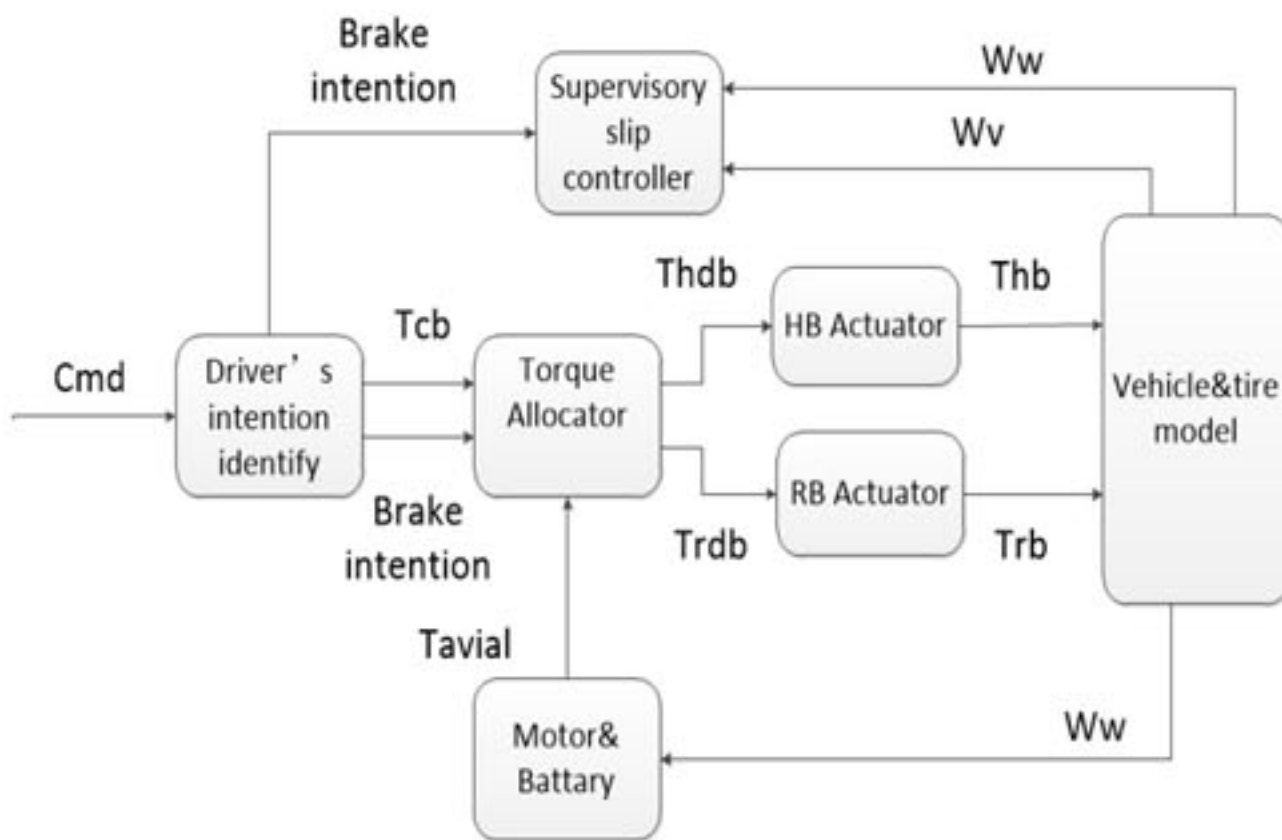 Brake
intention
Supervisory
slip
controller
Ww
Wv
Thdb
HB Actuator
Thb
Cmd
Driver’s
intention
identify
Tcb
Torque
Allocator
Vehicle&tire
model
Brake
intention
Trdb
RB Actuator
Trb
Tavial
Motor&
Battary
Ww